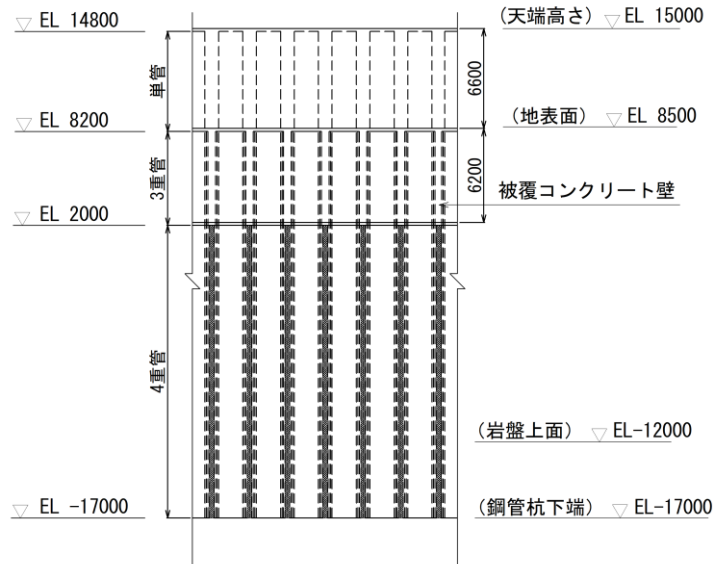 EL 14800
(天端高さ) EL 15000
単管
6600
EL 8200
(地表面) EL 8500
3重管
6200
被覆コンクリート壁
EL 2000
4重管
(岩盤上面) EL-12000
EL -17000
(鋼管杭下端) EL-17000